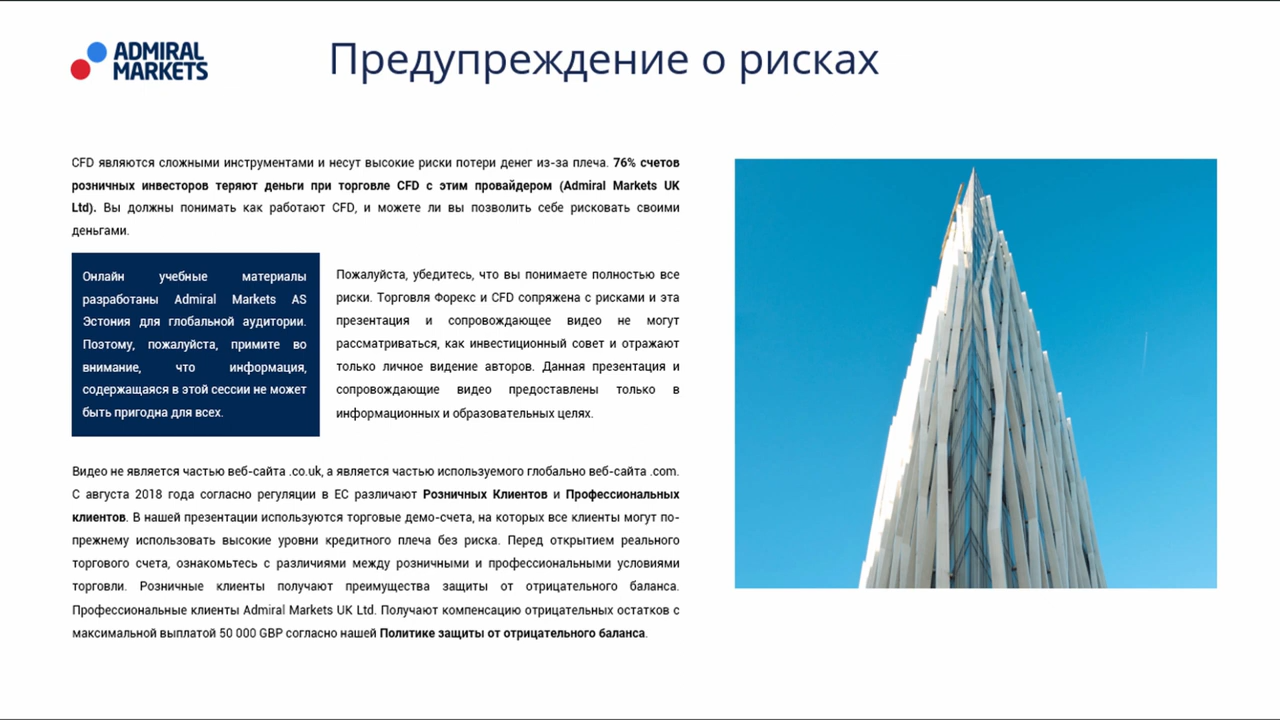 ADMIRAL
MARKETS
Предупреждение о рисках
CFD являются сложными инструментами и несут высокие риски потери денег из-за плеча. 76% счетов
розничных инвесторов теряют деньги при торговле CFD с этим провайдером (Admiral Markets UK
Ltd). Вы должны понимать как работают CFD, и можете ли вы позволить себе рисковать своими
деньгами.
Онлайн учебные материалы
разработаны Admiral Markets AS
Эстония для глобальной аудитории.
Поэтому, пожалуйста, примите во
внимание, что информация,
содержащаяся в этой сессии не может
быть пригодна для всех.
Пожалуйста, убедитесь, что вы понимаете полностью все
риски. Торговля Форекс и CFD сопряжена с рисками и эта
презентация и сопровождающее видео не могут
рассматриваться, как инвестиционный совет и отражают
только личное видение авторов. Данная презентация и
сопровождающие видео предоставлены только в
информационных и образовательных целях.
Видео не является частью веб-сайта .co.uk, а является частью используемого глобально веб-сайта .com.
С августа 2018 года согласно регуляции в ЕС различают Розничных Клиентов и Профессиональных
клиентов. В нашей презентации используются торговые демо-счета, на которых все клиенты могут по-
прежнему использовать высокие уровни кредитного плеча без риска. Перед открытием реального
торгового счета, ознакомьтесь с различиями между розничными и профессиональными условиями
торговли. Розничные клиенты получают преимущества защиты от отрицательного баланса.
Профессиональные клиенты Admiral Markets UK Ltd. Получают компенсацию отрицательных остатков с
максимальной выплатой 50 000 GBP согласно нашей Политике защиты от отрицательного баланса.